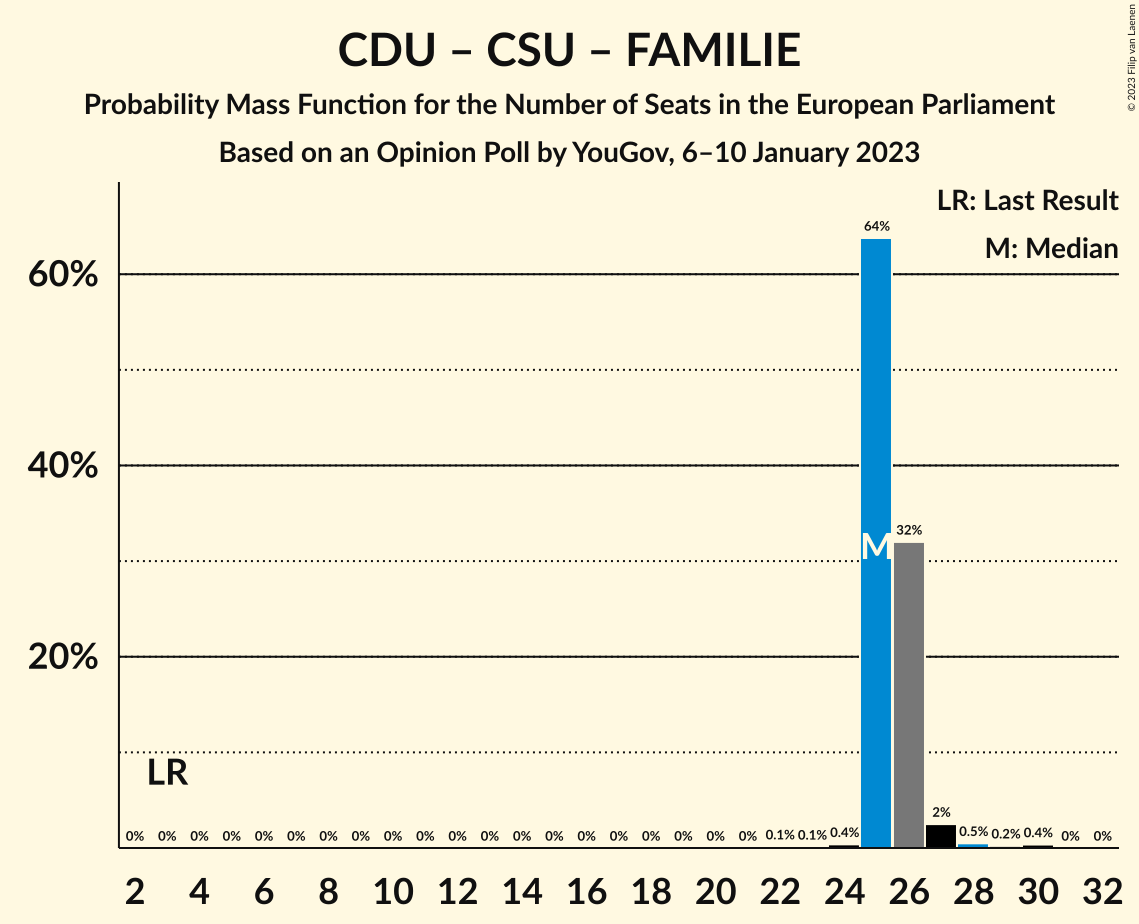 CDU – CSU – FAMILIE
Probability Mass Function for the Number of Seats in the European Parliament
Based on an Opinion Poll by YouGov, 6–10 January 2023
© 2023 Filip van Laenen
LR: Last Result
M: Median
64%
60%
40%
32%
M
20%
LR
2%
0% 0% 0% 0% 0% 0% 0% 0% 0% 0% 0% 0% 0% 0% 0% 0% 0% 0% 0% 0% 0.1% 0.1% 0.4% 0.5% 0.2% 0.4% 0% 0%
2 4 6 8 10 12 14 16 18 20 22 24 26 28 30 32